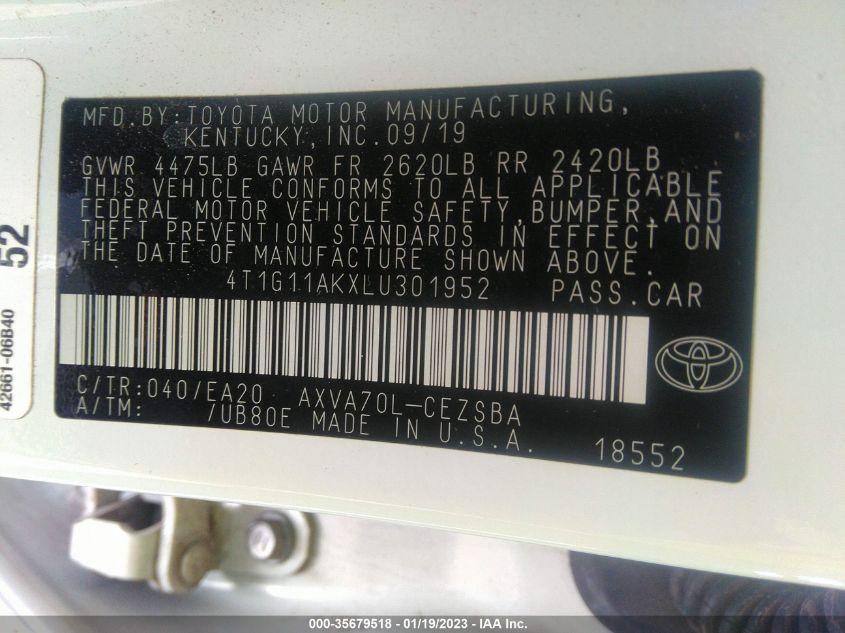 MFD.BY:TOYOTA MOTOR MANUFACTURING,
KENTUCKY, INC. 09/19
GVWR 4475LB GAWR FR 2620LB RR 2420LB
THIS VEHICLE CONFORMS TO ALL APPLICABLE
FEDERAL MOTOR VEHICLE SAFETY, BUMPER, AND
THEFT PREVENTION STANDARDS IN EFFECT ON
THE DATE OF MANUFACTURE SHOWN ABOVE.
4T1G11AKXLU301952 PASS.CAR
C/TR:040/EA20 AXVA70L-CEZSBA
A/TM: /UB80E MADE IN U.S.A.
18552
52
42661-06B40
000-35679518 - 01/19/2023 - IAA Inc.